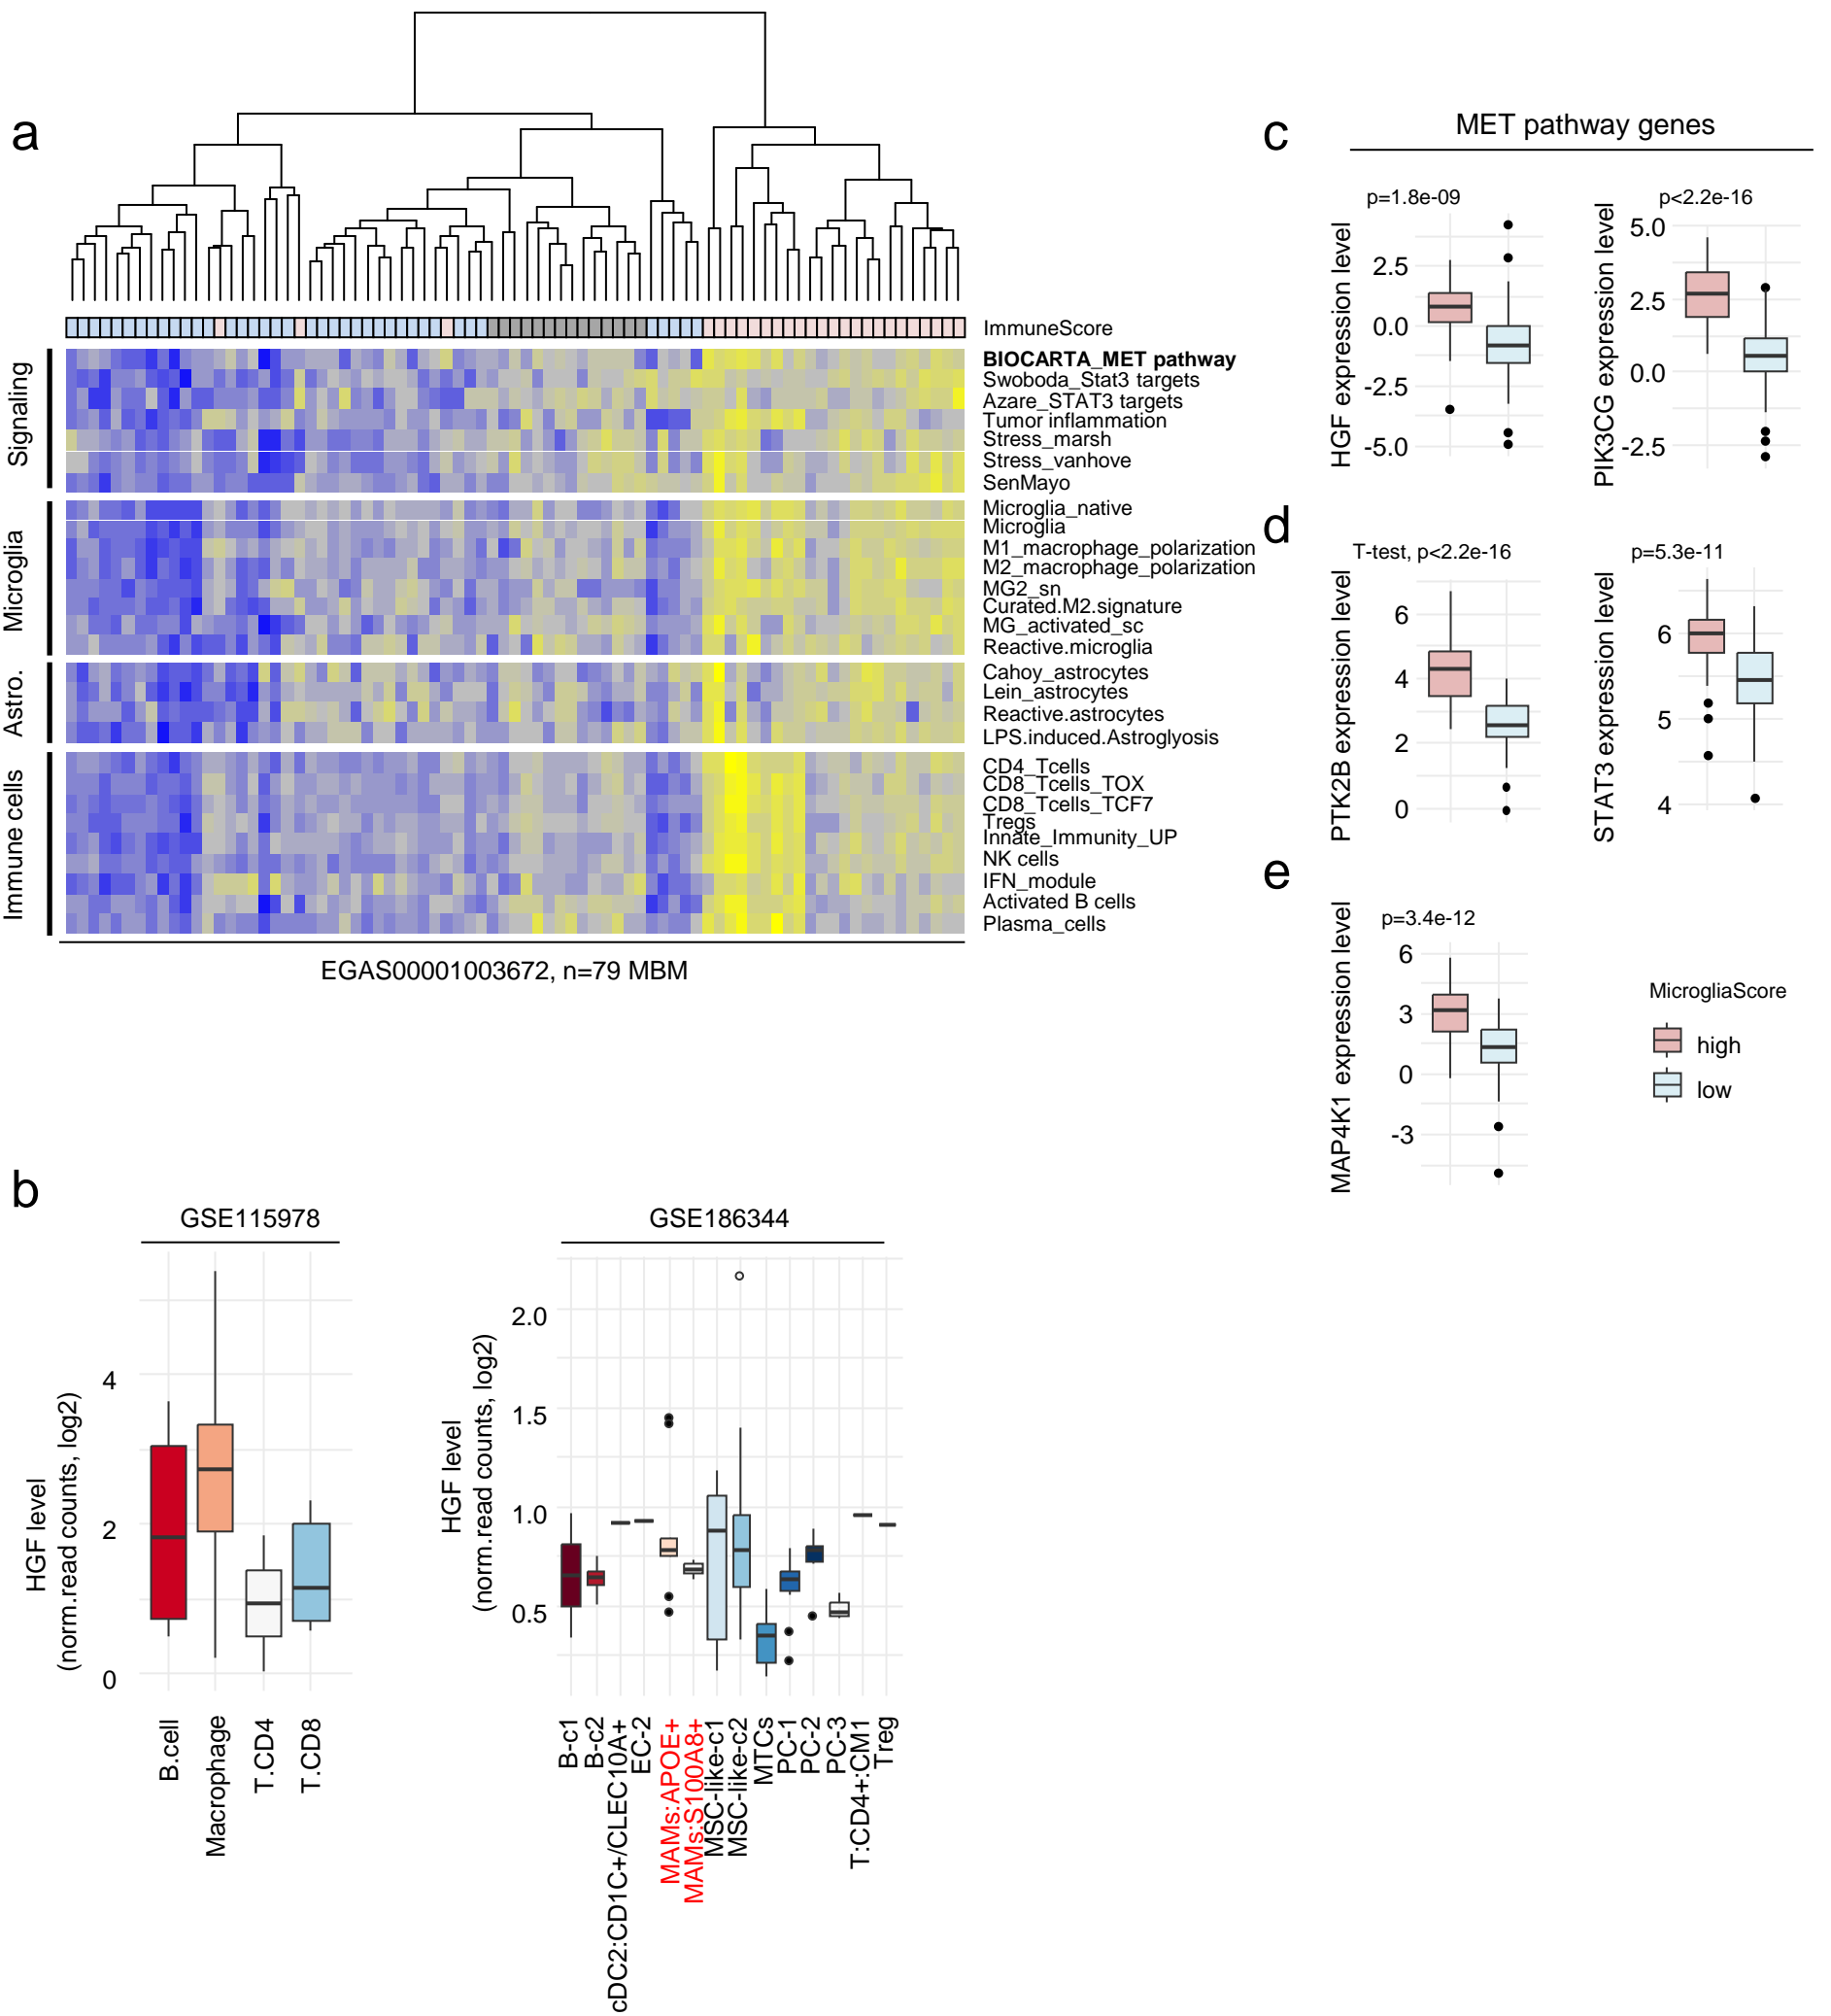 a
ImmuneScore
Signaling
BIOCARTA_MET pathway
Swoboda_Stat3 targets
Azare_STAT3 targets
Tumor inflammation
Stress_marsh
Stress_vanhove
SenMayo
Microglia
Microglia_native
Microglia
M1_macrophage_polarization
M2_macrophage_polarization
MG2_sn
Curated.M2.signature
MG_activated_sc
Reactive.microglia
Astro.
Cahoy_astrocytes
Lein_astrocytes
Reactive.astrocytes
LPS.induced.Astroglyosis
Immune cells
CD4_Tcells
CD8_Tcells_TOX
CD8_Tcells_TCF7
Tregs
Innate_Immunity_UP
NK cells
IFN_module
Activated B cells
Plasma_cells
EGAS00001003672, n=79 MBM
b
GSE115978
HGF level
(norm.read counts, log2)
4
2
0
B.cell
Macrophage
T.CD4
T.CD8
GSE186344
HGF level
(norm.read counts, log2)
2.0
1.5
1.0
0.5
B-c1
B-c2
cDC2:CD1C+/CLEC10A+
EC-2
MAMs:APOE+
MAMs:S100A8+
MSC-like-c1
MSC-like-c2
MTCs
PC-1
PC-2
PC-3
T:CD4+:CM1
Treg
c
MET pathway genes
p=1.8e-09
HGF expression level
2.5
0.0
-2.5
-5.0
p<2.2e-16
PIK3CG expression level
5.0
2.5
0.0
-2.5
d
T-test, p<2.2e-16
PTK2B expression level
6
4
2
0
p=5.3e-11
STAT3 expression level
6
5
4
e
p=3.4e-12
MAP4K1 expression level
6
3
0
-3
MicrogliaScore
high
low